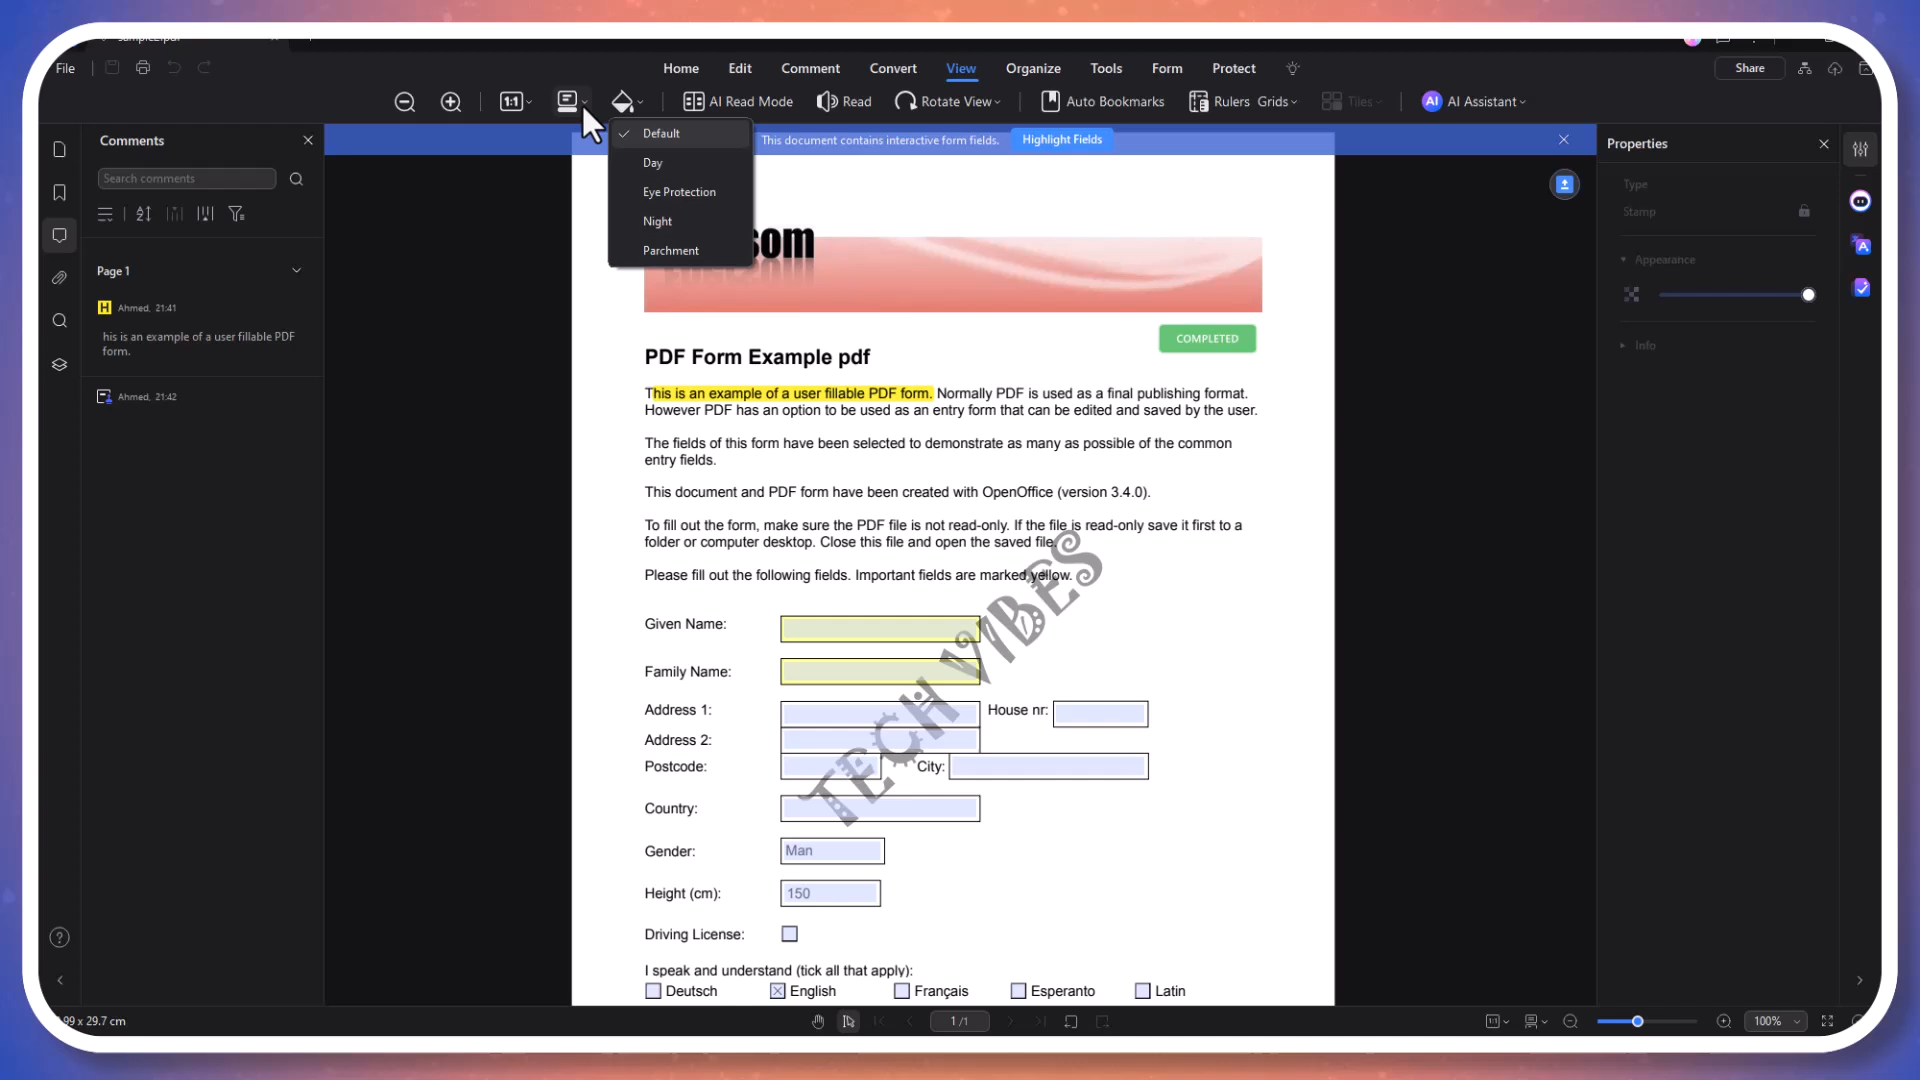 File
Home Edit Comment Convert View Organize Tools Form Protect
Share
AI Read Mode Read Rotate View Auto Bookmarks Rulers Grids Tiles AI AI Assistant
Comments
Search comments
Page 1
H Ahmed, 21:41
his is an example of a user fillable PDF
form.
Ahmed, 21:42
Default
Day
Eye Protection
Night
Parchment
This document contains interactive form fields. Highlight Fields
som
COMPLETED
PDF Form Example pdf
This is an example of a user fillable PDF form. Normally PDF is used as a final publishing format.
However PDF has an option to be used as an entry form that can be edited and saved by the user.
The fields of this form have been selected to demonstrate as many as possible of the common
entry fields.
This document and PDF form have been created with OpenOffice (version 3.4.0).
To fill out the form, make sure the PDF file is not read-only. If the file is read-only save it first to a
folder or computer desktop. Close this file and open the saved file.
Please fill out the following fields. Important fields are marked yellow.
Given Name:
Family Name:
Address 1: House nr:
Address 2:
Postcode: City:
Country:
Gender: Man
Height (cm): 150
Driving License:
I speak and understand (tick all that apply):
Deutsch English Français Esperanto Latin
TECH VIBES
Properties
Type
Stamp
Appearance
Info
99 x 29.7 cm
1 /1
100%